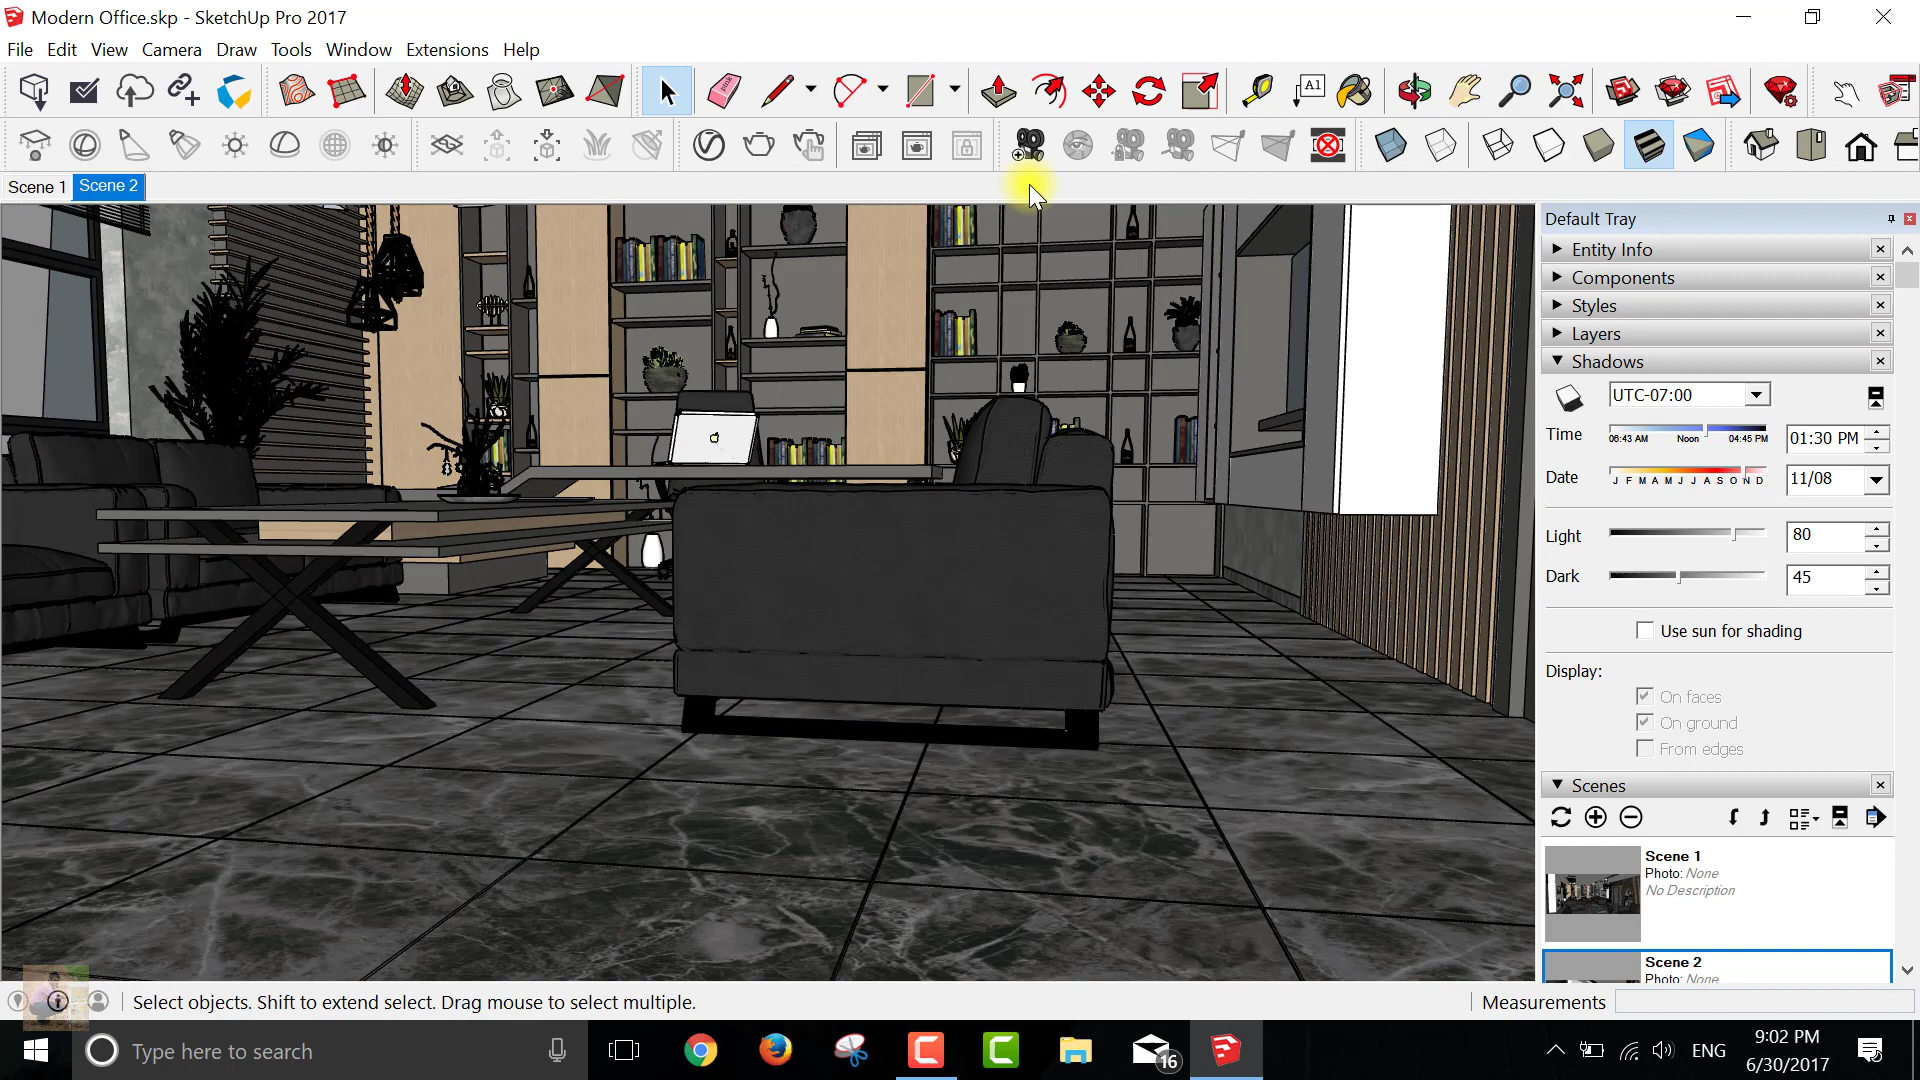 Modern Office.skp - SketchUp Pro 2017
File Edit View Camera Draw Tools Window Extensions Help
A1
Scene 1 Scene 2
Default Tray
Entity Info
Components
Styles
Layers
Shadows
UTC-07:00
Time 06:43 AM Noon 04:45 PM 01:30 PM
Date J F M A M J J A S O N D 11/08
Light 80
Dark 45
Use sun for shading
Display:
On faces
On ground
From edges
Scenes
Scene 1
Photo: None
No Description
Scene 2
Photo: None
Select objects. Shift to extend select. Drag mouse to select multiple.
Measurements
Type here to search
16
ENG
9:02 PM
6/30/2017